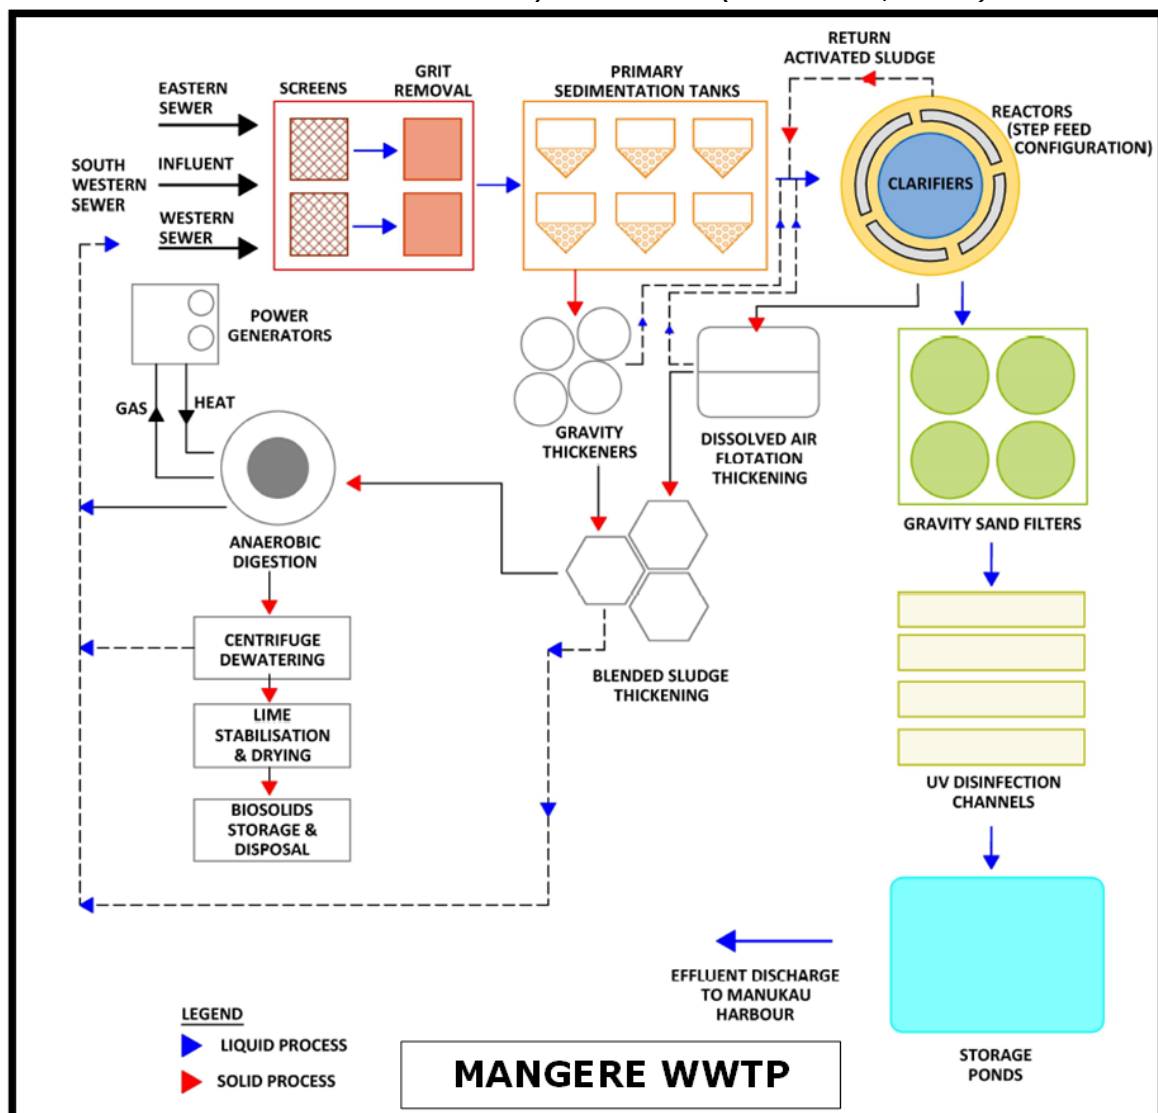 RETURN
ACTIVATED SLUDGE
EASTERN
SEWER
SCREENS
GRIT
REMOVAL
PRIMARY
SEDIMENTATION TANKS
REACTORS
(STEP FEED
CONFIGURATION)
SOUTH
WESTERN
SEWER
INFLUENT
CLARIFIERS
WESTERN
SEWER
POWER
GENERATORS
GAS
HEAT
GRAVITY
THICKENERS
DISSOLVED AIR
FLOTATION
THICKENING
GRAVITY SAND FILTERS
ANAEROBIC
DIGESTION
CENTRIFUGE
DEWATERING
BLENDED SLUDGE
THICKENING
LIME
STABILISATION
& DRYING
UV DISINFECTION
CHANNELS
BIOSOLIDS
STORAGE &
DISPOSAL
EFFLUENT DISCHARGE
TO MANUKAU
HARBOUR
STORAGE
PONDS
LEGEND
LIQUID PROCESS
SOLID PROCESS
MANGERE WWTP